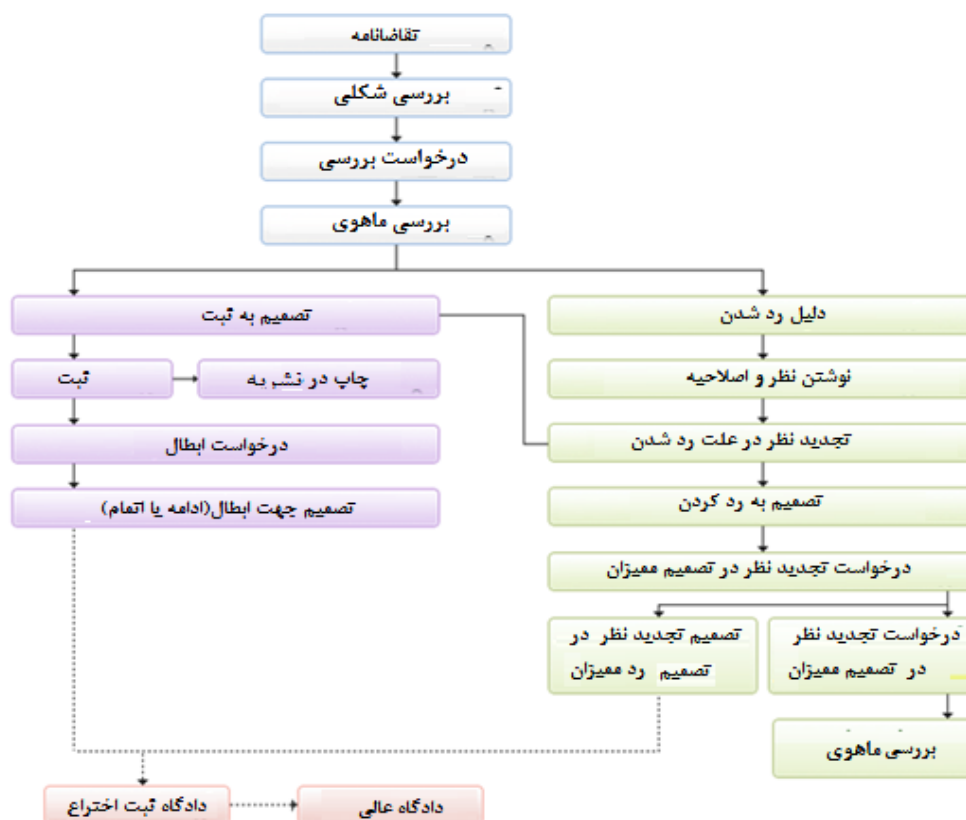 تقاضانامه
بررسی شکلی
درخواست بررسی
بررسی ماهوی
دلیل رد شدن
تصمیم به ثبت
نوشتن نظر و اصلاحیه
ثبت
چاپ در نشریه
تجدید نظر در علت رد شدن
درخواست ابطال
تصمیم به رد کردن
تصمیم جهت ابطال(ادامه یا اتمام)
درخواست تجدید نظر در تصمیم ممیزان
درخواست تجدید نظر
در تصمیم ممیزان
تصمیم تجدید نظر در
تصمیم رد ممیزان
بررسی ماهوی
دادگاه ثبت اختراع
دادگاه عالی